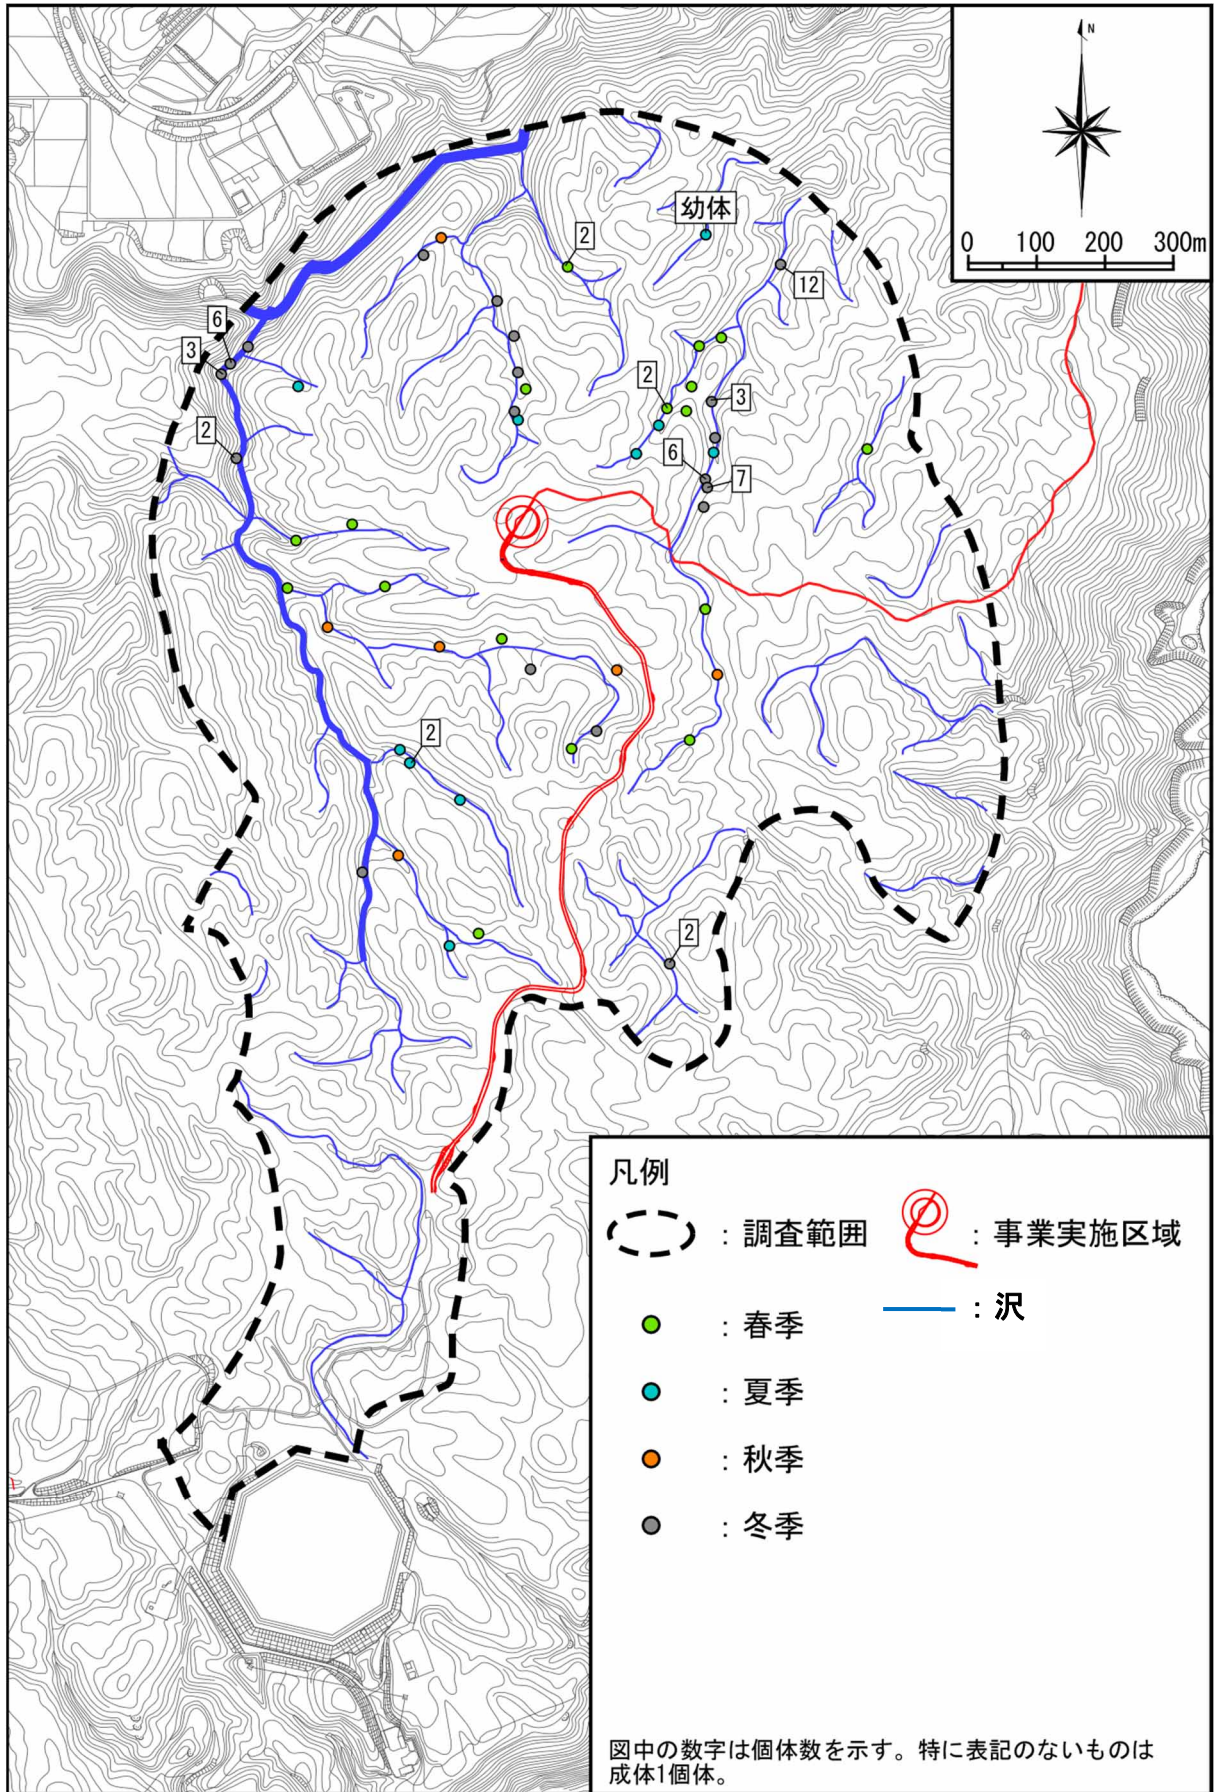 N
0 100 200 300m
幼体
2
12
6
3
2
3
2
6
7
2
2
凡例
：調査範囲
：事業実施区域
：春季
：沢
：夏季
：秋季
：冬季
図中の数字は個体数を示す。特に表記のないものは
成体1個体。